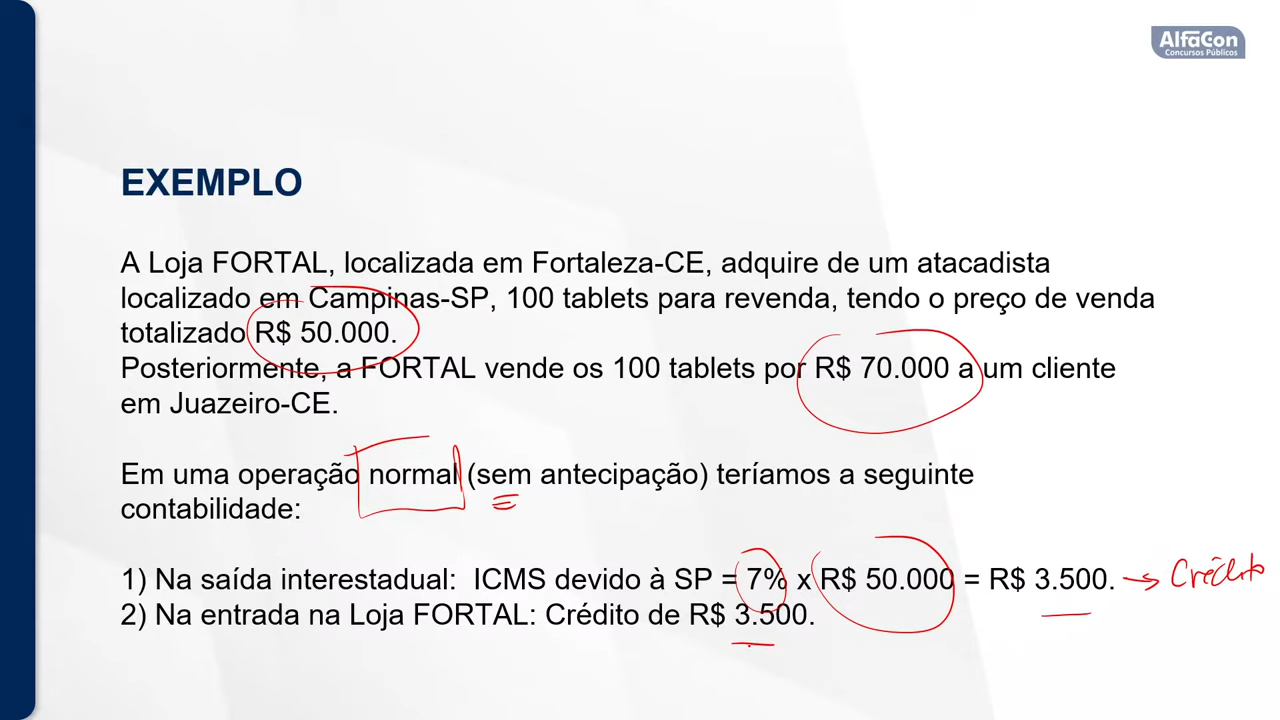 AlfaCon
Concursos Públicos
EXEMPLO
A Loja FORTAL, localizada em Fortaleza-CE, adquire de um atacadista
localizado em Campinas-SP, 100 tablets para revenda, tendo o preço de venda
totalizado R$ 50.000.
Posteriormente, a FORTAL vende os 100 tablets por R$ 70.000 a um cliente
em Juazeiro-CE.
Em uma operação normal (sem antecipação) teríamos a seguinte
contabilidade:
1) Na saída interestadual: ICMS devido à SP = 7% x R$ 50.000 = R$ 3.500. → Crédito
2) Na entrada na Loja FORTAL: Crédito de R$ 3.500.